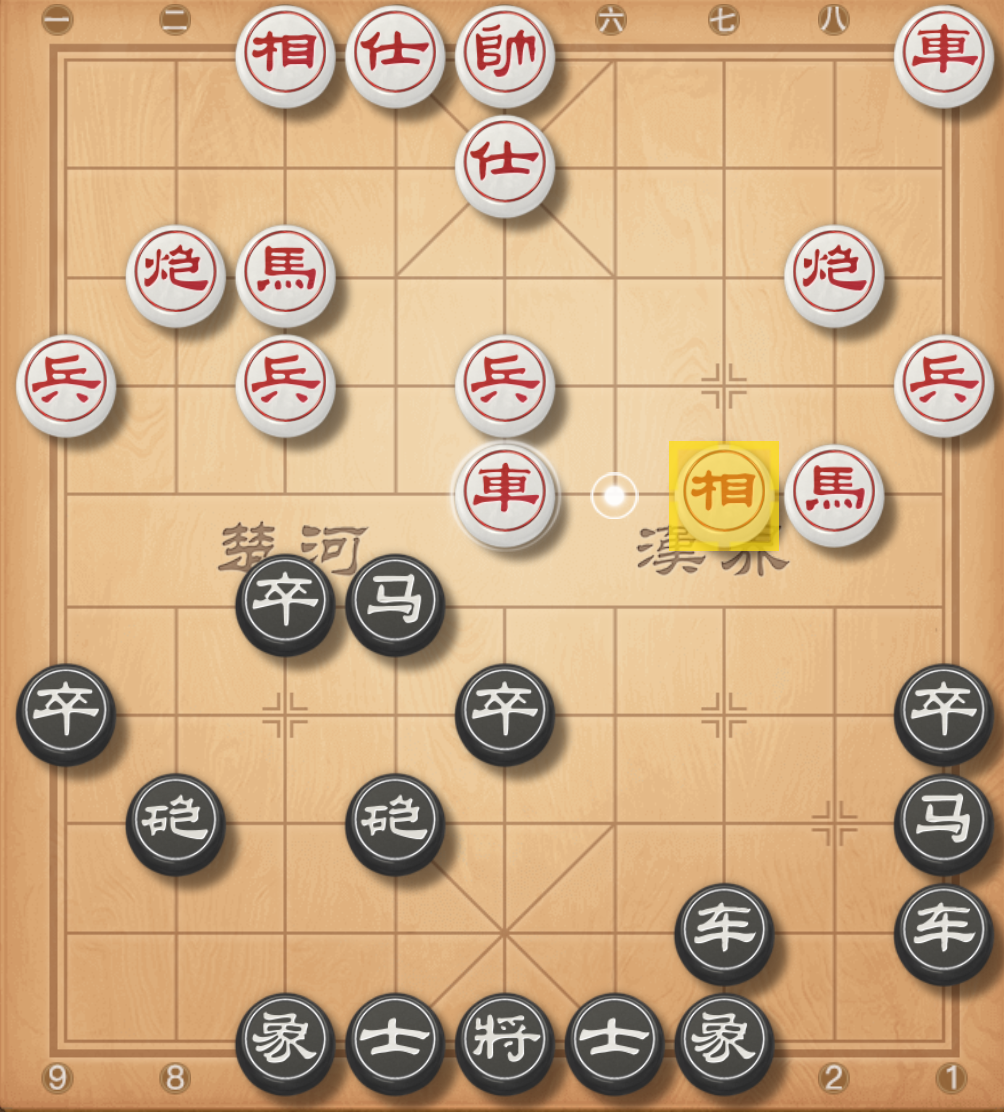 一 二 相 仕 帥 六 七 八 車
仕
炮 馬 炮
兵 兵 兵 兵
車 相 馬
楚河 漢界
卒 马
卒 卒 卒
砲 砲 马
车 车
象 士 將 士 象
9 8 2 1